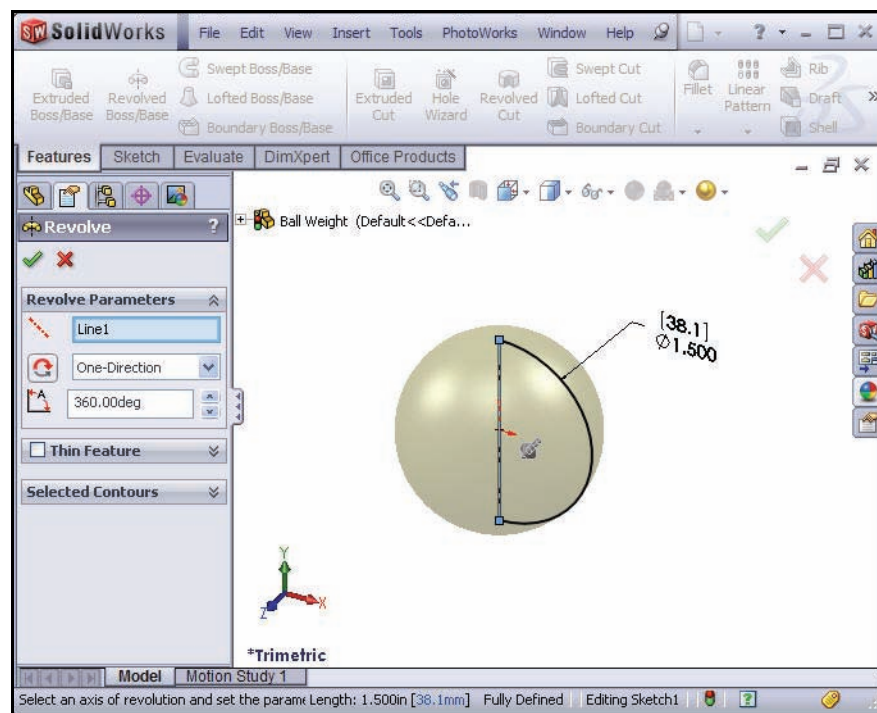 SolidWorks File Edit View Insert Tools PhotoWorks Window Help ?
Extruded Boss/Base
Revolved Boss/Base
Swept Boss/Base
Lofted Boss/Base
Boundary Boss/Base
Extruded Cut
Hole Wizard
Revolved Cut
Swept Cut
Lofted Cut
Boundary Cut
Fillet
Linear Pattern
Rib
Draft
Shell
Features Sketch Evaluate DimXpert Office Products
Revolve ?
Ball Weight (Default<<Defa...
Revolve Parameters
Line1
One-Direction
A
360.00deg
Thin Feature
Selected Contours
[38.1]
∅1.500
Y
X
Z
*Trimetric
Model Motion Study 1
Select an axis of revolution and set the parame Length: 1.500in [38.1mm] Fully Defined Editing Sketch1 ?